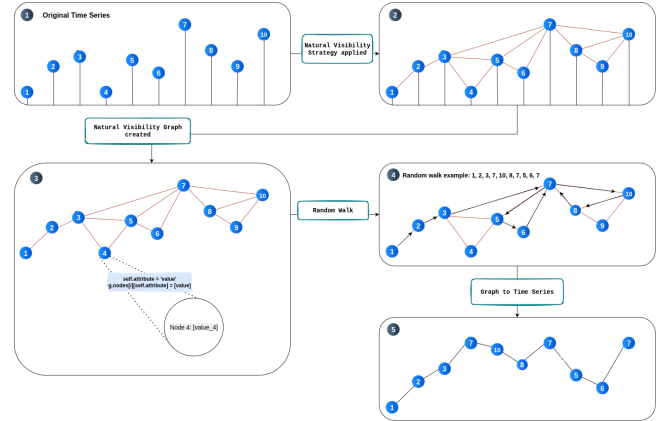 1 Original Time Series
1 2 3 4 5 6 7 8 9 10
Natural Visibility
Strategy applied
2
1 2 3 4 5 6 7 8 9 10
Natural Visibility Graph
created
3
1 2 3 4 5 6 7 8 9 10
self.attribute = 'value'
g.nodes[i][self.attribute] = [value]
Node 4: [value_4]
Random Walk
4 Random walk example: 1, 2, 3, 7, 10, 8, 7, 5, 6, 7
1 2 3 4 5 6 7 8 9 10
Graph to Time Series
5
1 2 3 7 10 8 7 5 6 7